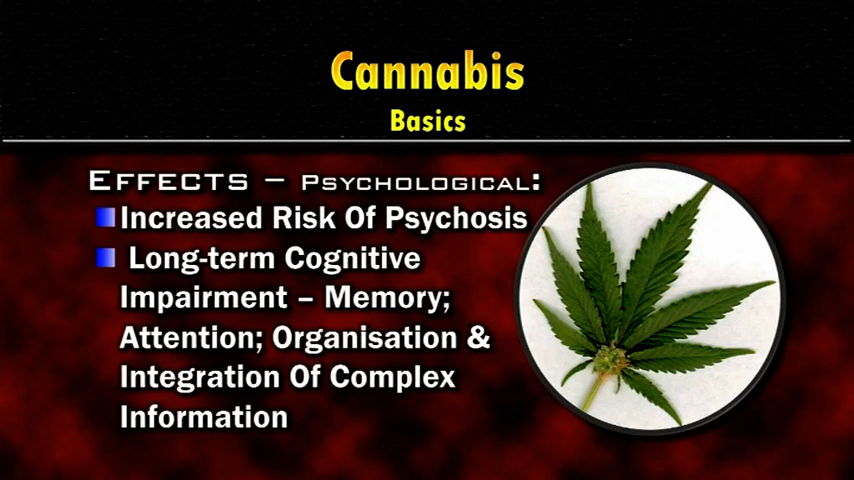 Cannabis
Basics
Effects – Psychological:
Increased Risk Of Psychosis
Long-term Cognitive
Impairment – Memory;
Attention; Organisation &
Integration Of Complex
Information